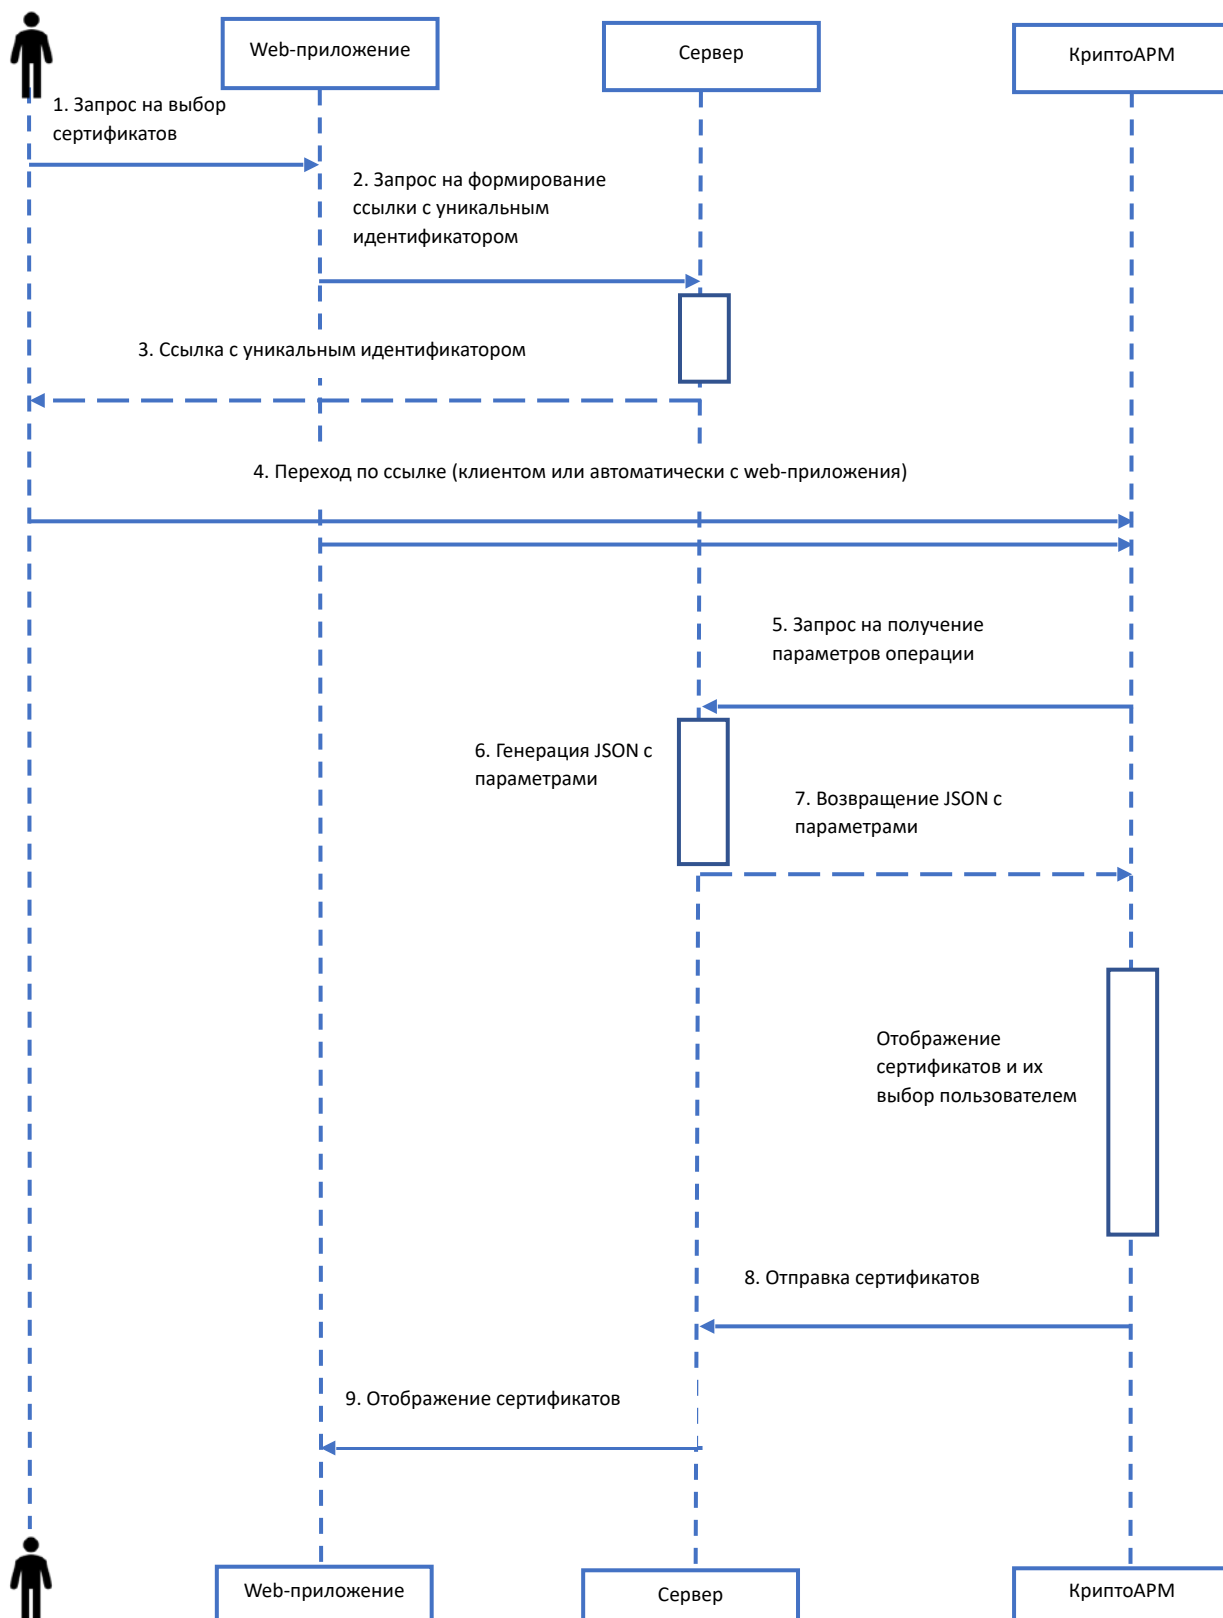 Web-приложение
Сервер
КриптоАРМ
1. Запрос на выбор
сертификатов
2. Запрос на формирование
ссылки с уникальным
идентификатором
3. Ссылка с уникальным идентификатором
4. Переход по ссылке (клиентом или автоматически с web-приложения)
5. Запрос на получение
параметров операции
6. Генерация JSON с
параметрами
7. Возвращение JSON с
параметрами
Отображение
сертификатов и их
выбор пользователем
8. Отправка сертификатов
9. Отображение сертификатов
Web-приложение
Сервер
КриптоАРМ